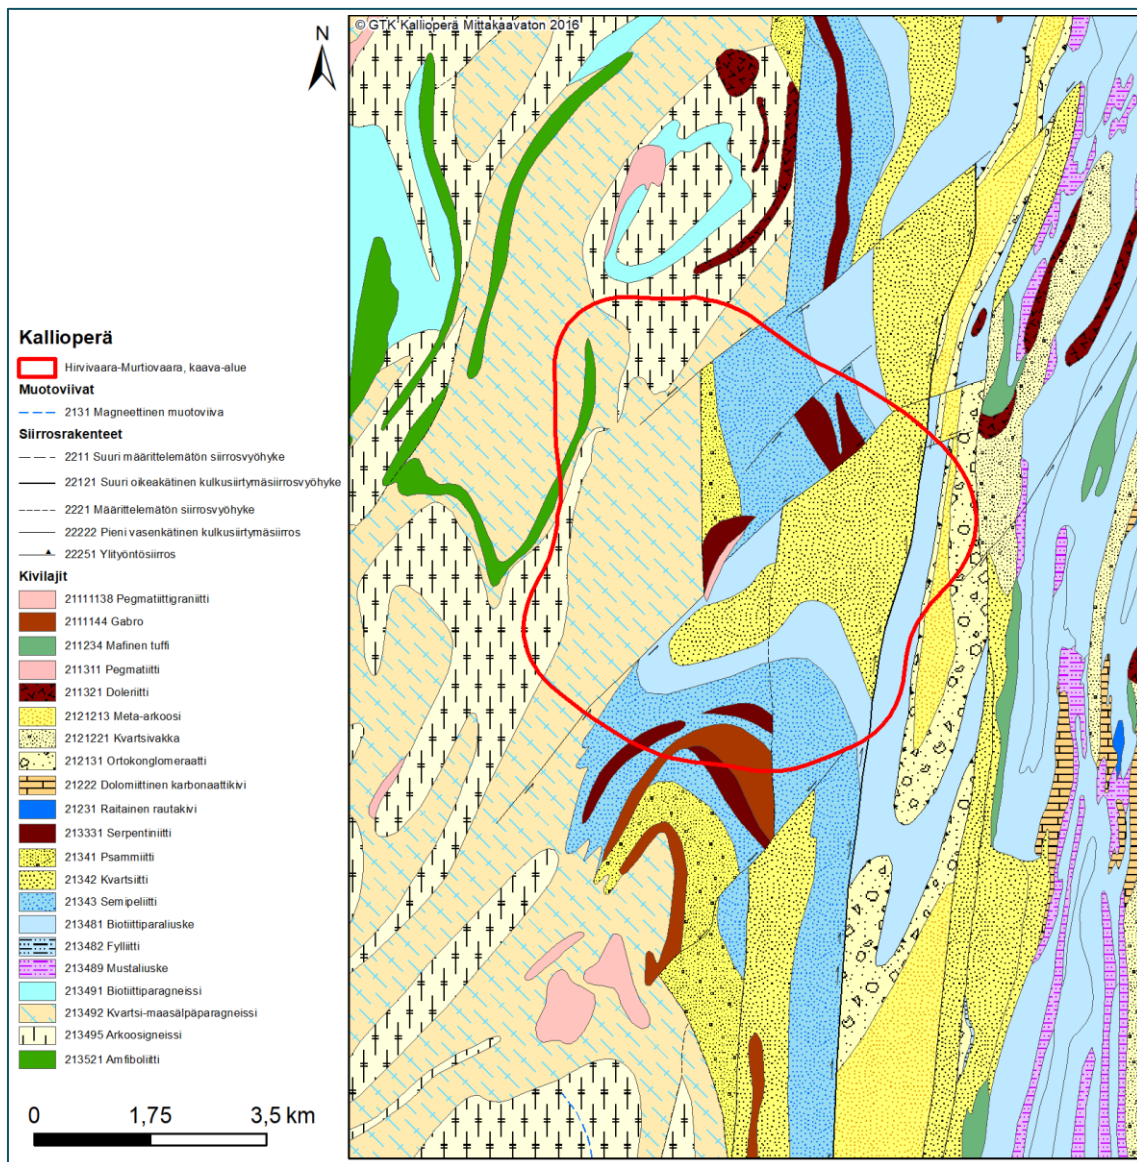 © GTK Kallioperä Mittakaavaton 2016
N
Kallioperä
Hirvivaara-Murtiovaara, kaava-alue
Muotoviivat
2131 Magneettinen muotoviiva
Siirrosrakenteet
2211 Suuri määrittelemätön siirrosvyöhyke
22121 Suuri oikeakätinen kulkusiirtymäsiirrosvyöhyke
2221 Määrittelemätön siirrosvyöhyke
22222 Pieni vasenkätinen kulkusiirtymäsiirros
22251 Ylityöntösiirros
Kivilajit
21111138 Pegmatiittigraniitti
2111144 Gabro
211234 Mafinen tuffi
211311 Pegmatiitti
211321 Doleriitti
2121213 Meta-arkoosi
2121221 Kvartsivakka
212131 Ortokonglomeraatti
21222 Dolomiittinen karbonaattikivi
21231 Raitainen rautakivi
213331 Serpentiniitti
21341 Psammiitti
21342 Kvartsiitti
21343 Semipeliitti
213481 Biotiittiparaliuske
213482 Fylliitti
213489 Mustaliuske
213491 Biotiittiparagneissi
213492 Kvartsi-maasälpäparagneissi
213495 Arkoosigneissi
213521 Amfiboliitti
0 1,75 3,5 km